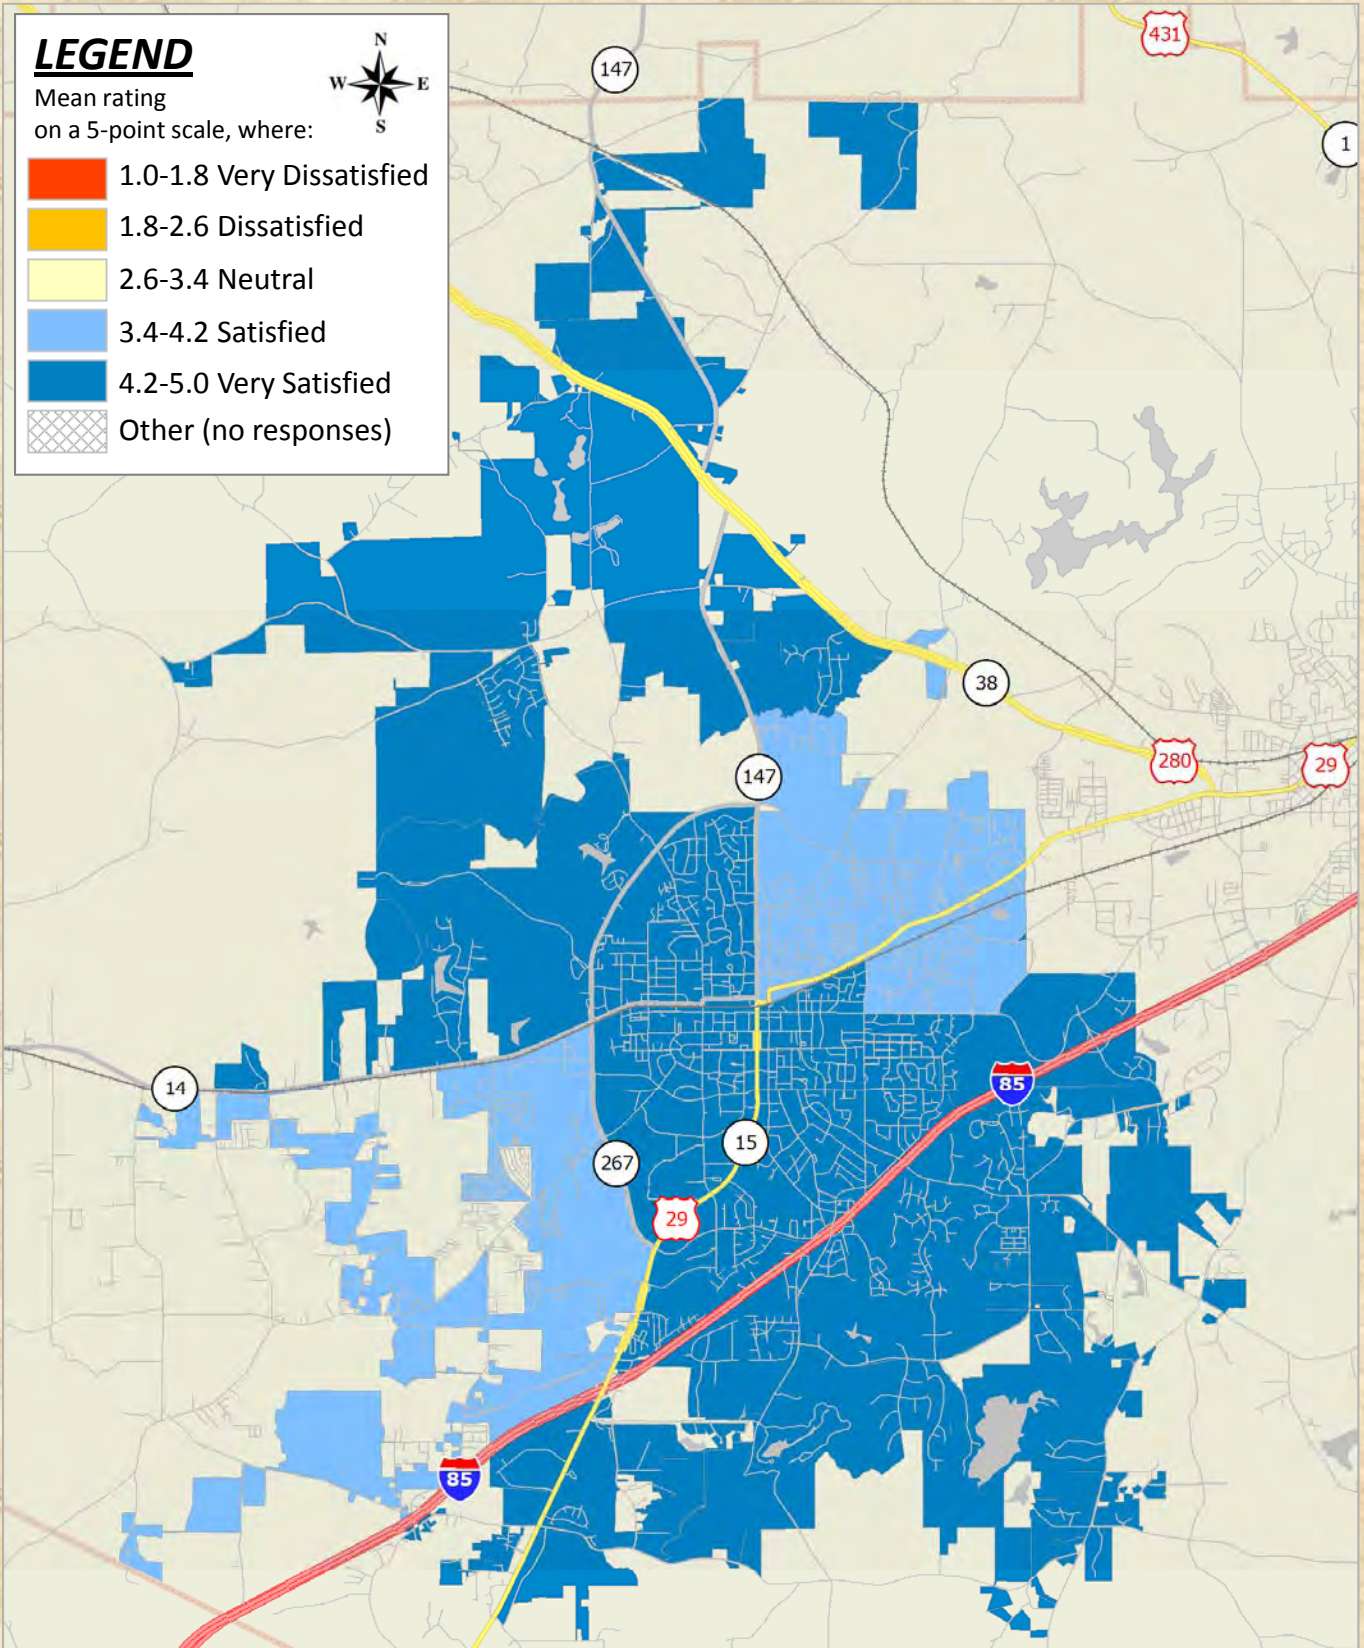 LEGEND
Mean rating
on a 5-point scale, where:
N
W E
S
1.0-1.8 Very Dissatisfied
1.8-2.6 Dissatisfied
2.6-3.4 Neutral
3.4-4.2 Satisfied
4.2-5.0 Very Satisfied
Other (no responses)
147
431
1
38
280
29
147
14
85
15
267
29
85